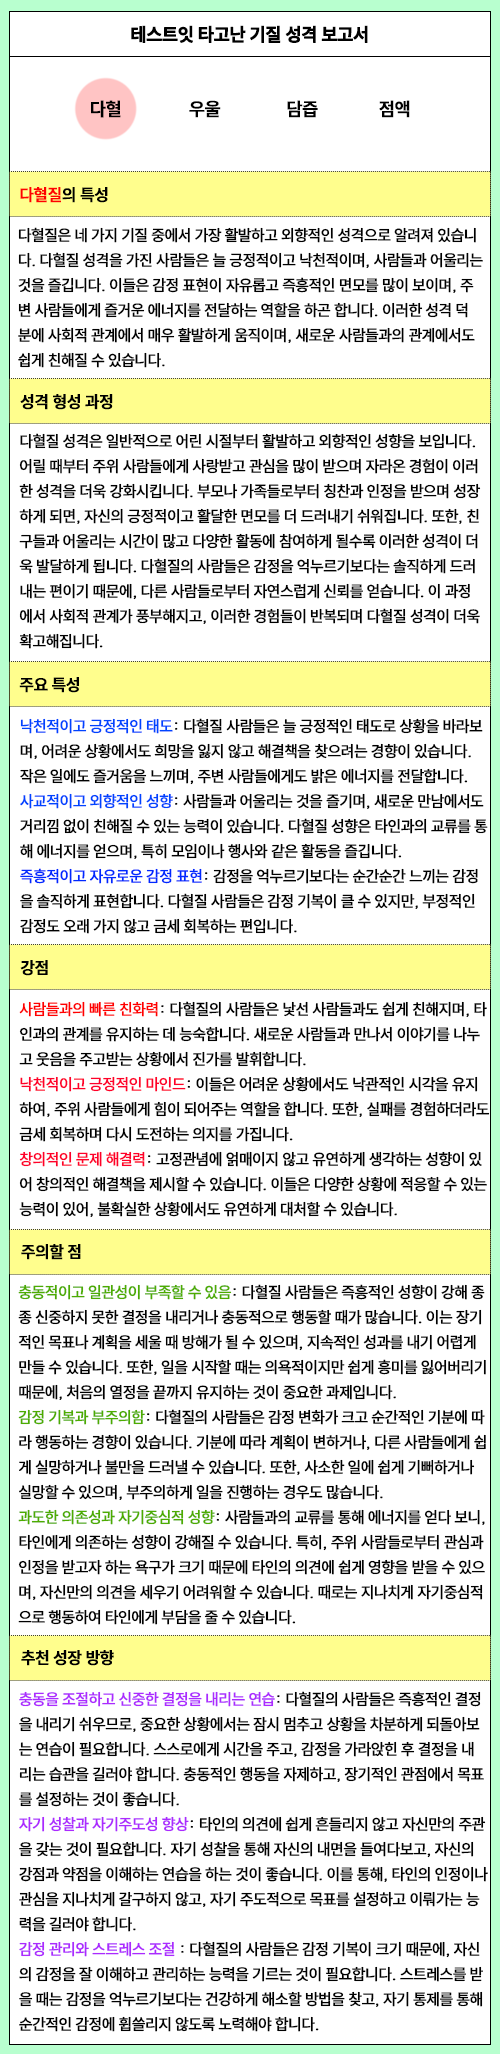 테스트잇 타고난 기질 성격 보고서
다혈 우울 담즙 점액
다혈질의 특성
다혈질은 네 가지 기질 중에서 가장 활발하고 외향적인 성격으로 알려져 있습니
다. 다혈질 성격을 가진 사람들은 늘 긍정적이고 낙천적이며, 사람들과 어울리는
것을 즐깁니다. 이들은 감정 표현이 자유롭고 즉흥적인 면모를 많이 보이며, 주
변 사람들에게 즐거운 에너지를 전달하는 역할을 하곤 합니다. 이러한 성격 덕
분에 사회적 관계에서 매우 활발하게 움직이며, 새로운 사람들과의 관계에서도
쉽게 친해질 수 있습니다.
성격 형성 과정
다혈질 성격은 일반적으로 어린 시절부터 활발하고 외향적인 성향을 보입니다.
어릴 때부터 주위 사람들에게 사랑받고 관심을 많이 받으며 자라온 경험이 이러
한 성격을 더욱 강화시킵니다. 부모나 가족들로부터 칭찬과 인정을 받으며 성장
하게 되면, 자신의 긍정적이고 활달한 면모를 더 드러내기 쉬워집니다. 또한, 친
구들과 어울리는 시간이 많고 다양한 활동에 참여하게 될수록 이러한 성격이 더
욱 발달하게 됩니다. 다혈질의 사람들은 감정을 억누르기보다는 솔직하게 드러
내는 편이기 때문에, 다른 사람들로부터 자연스럽게 신뢰를 얻습니다. 이 과정
에서 사회적 관계가 풍부해지고, 이러한 경험들이 반복되며 다혈질 성격이 더욱
확고해집니다.
주요 특성
낙천적이고 긍정적인 태도: 다혈질 사람들은 늘 긍정적인 태도로 상황을 바라보
며, 어려운 상황에서도 희망을 잃지 않고 해결책을 찾으려는 경향이 있습니다.
작은 일에도 즐거움을 느끼며, 주변 사람들에게도 밝은 에너지를 전달합니다.
사교적이고 외향적인 성향: 사람들과 어울리는 것을 즐기며, 새로운 만남에서도
거리낌 없이 친해질 수 있는 능력이 있습니다. 다혈질 성향은 타인과의 교류를 통
해 에너지를 얻으며, 특히 모임이나 행사와 같은 활동을 즐깁니다.
즉흥적이고 자유로운 감정 표현: 감정을 억누르기보다는 순간순간 느끼는 감정
을 솔직하게 표현합니다. 다혈질 사람들은 감정 기복이 클 수 있지만, 부정적인
감정도 오래 가지 않고 금세 회복하는 편입니다.
강점
사람들과의 빠른 친화력: 다혈질의 사람들은 낯선 사람들과도 쉽게 친해지며, 타
인과의 관계를 유지하는 데 능숙합니다. 새로운 사람들과 만나서 이야기를 나누
고 웃음을 주고받는 상황에서 진가를 발휘합니다.
낙천적이고 긍정적인 마인드: 이들은 어려운 상황에서도 낙관적인 시각을 유지
하여, 주위 사람들에게 힘이 되어주는 역할을 합니다. 또한, 실패를 경험하더라도
금세 회복하며 다시 도전하는 의지를 가집니다.
창의적인 문제 해결력: 고정관념에 얽매이지 않고 유연하게 생각하는 성향이 있
어 창의적인 해결책을 제시할 수 있습니다. 이들은 다양한 상황에 적응할 수 있는
능력이 있어, 불확실한 상황에서도 유연하게 대처할 수 있습니다.
주의할 점
충동적이고 일관성이 부족할 수 있음: 다혈질 사람들은 즉흥적인 성향이 강해 종
종 신중하지 못한 결정을 내리거나 충동적으로 행동할 때가 많습니다. 이는 장기
적인 목표나 계획을 세울 때 방해가 될 수 있으며, 지속적인 성과를 내기 어렵게
만들 수 있습니다. 또한, 일을 시작할 때는 의욕적이지만 쉽게 흥미를 잃어버리기
때문에, 처음의 열정을 끝까지 유지하는 것이 중요한 과제입니다.
감정 기복과 부주의함: 다혈질의 사람들은 감정 변화가 크고 순간적인 기분에 따
라 행동하는 경향이 있습니다. 기분에 따라 계획이 변하거나, 다른 사람들에게 쉽
게 실망하거나 불만을 드러낼 수 있습니다. 또한, 사소한 일에 쉽게 기뻐하거나
실망할 수 있으며, 부주의하게 일을 진행하는 경우도 많습니다.
과도한 의존성과 자기중심적 성향: 사람들과의 교류를 통해 에너지를 얻다 보니,
타인에게 의존하는 성향이 강해질 수 있습니다. 특히, 주위 사람들로부터 관심과
인정을 받고자 하는 욕구가 크기 때문에 타인의 의견에 쉽게 영향을 받을 수 있으
며, 자신만의 의견을 세우기 어려워할 수 있습니다. 때로는 지나치게 자기중심적
으로 행동하여 타인에게 부담을 줄 수 있습니다.
추천 성장 방향
충동을 조절하고 신중한 결정을 내리는 연습: 다혈질의 사람들은 즉흥적인 결정
을 내리기 쉬우므로, 중요한 상황에서는 잠시 멈추고 상황을 차분하게 되돌아보
는 연습이 필요합니다. 스스로에게 시간을 주고, 감정을 가라앉힌 후 결정을 내
리는 습관을 길러야 합니다. 충동적인 행동을 자제하고, 장기적인 관점에서 목표
를 설정하는 것이 좋습니다.
자기 성찰과 자기주도성 향상: 타인의 의견에 쉽게 흔들리지 않고 자신만의 주관
을 갖는 것이 필요합니다. 자기 성찰을 통해 자신의 내면을 들여다보고, 자신의
강점과 약점을 이해하는 연습을 하는 것이 좋습니다. 이를 통해, 타인의 인정이나
관심을 지나치게 갈구하지 않고, 자기 주도적으로 목표를 설정하고 이뤄가는 능
력을 길러야 합니다.
감정 관리와 스트레스 조절 : 다혈질의 사람들은 감정 기복이 크기 때문에, 자신
의 감정을 잘 이해하고 관리하는 능력을 기르는 것이 필요합니다. 스트레스를 받
을 때는 감정을 억누르기보다는 건강하게 해소할 방법을 찾고, 자기 통제를 통해
순간적인 감정에 휩쓸리지 않도록 노력해야 합니다.